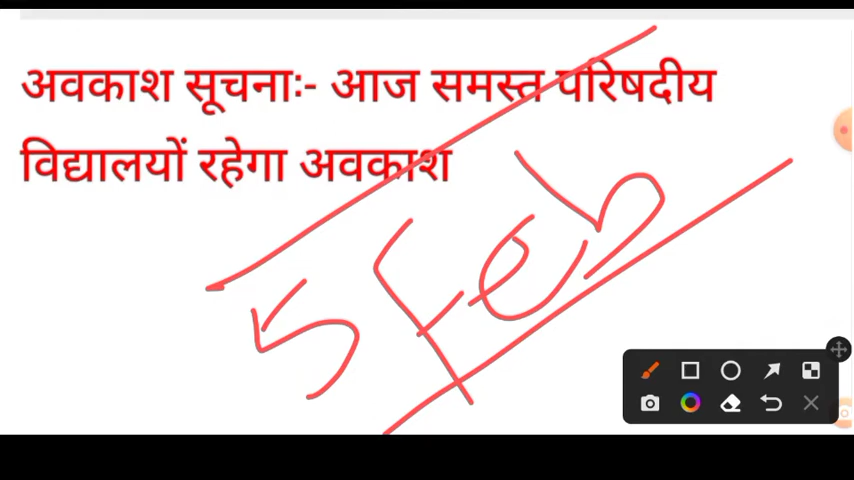 अवकाश सूचनाः- आज समस्त परिषदीय
विद्यालयों रहेगा अवकाश
5 Feb